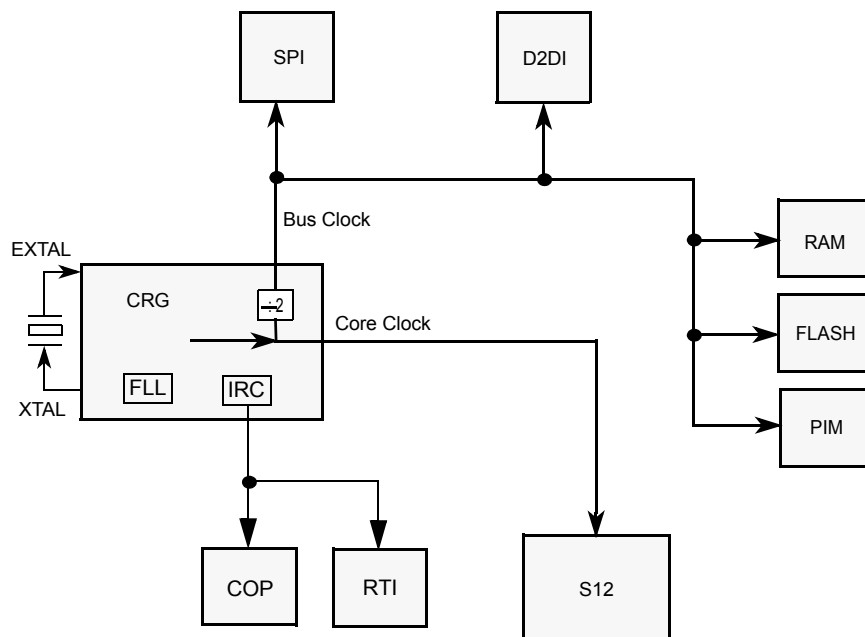 SPI
D2DI
Bus Clock
RAM
EXTAL
CRG
÷2
Core Clock
FLASH
FLL
IRC
XTAL
PIM
COP
RTI
S12